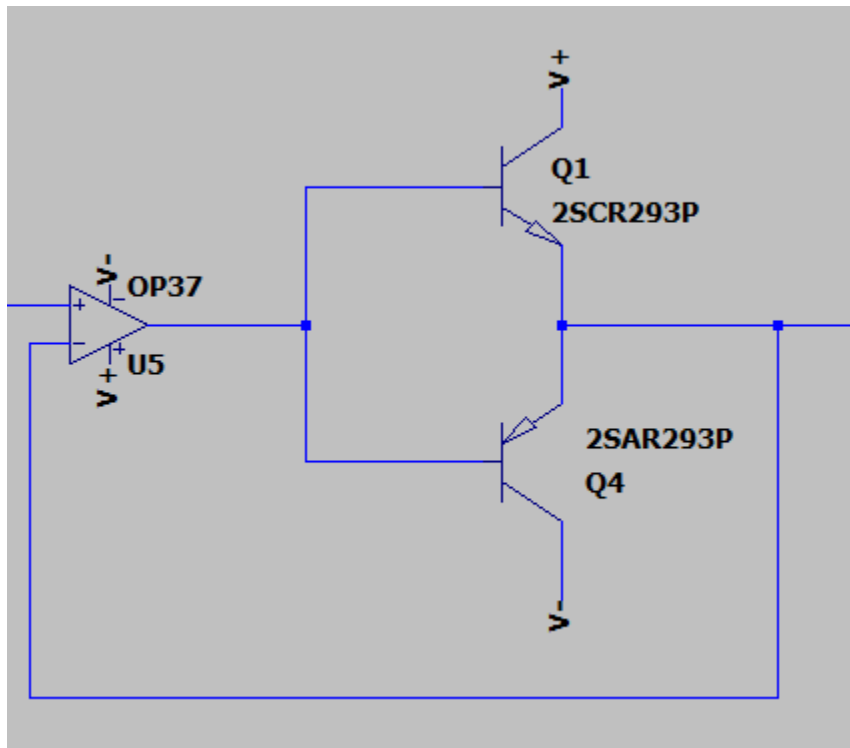 V+
Q1
2SCR293P
V-
OP37
+
-
-
+
U5
V+
2SAR293P
Q4
V-